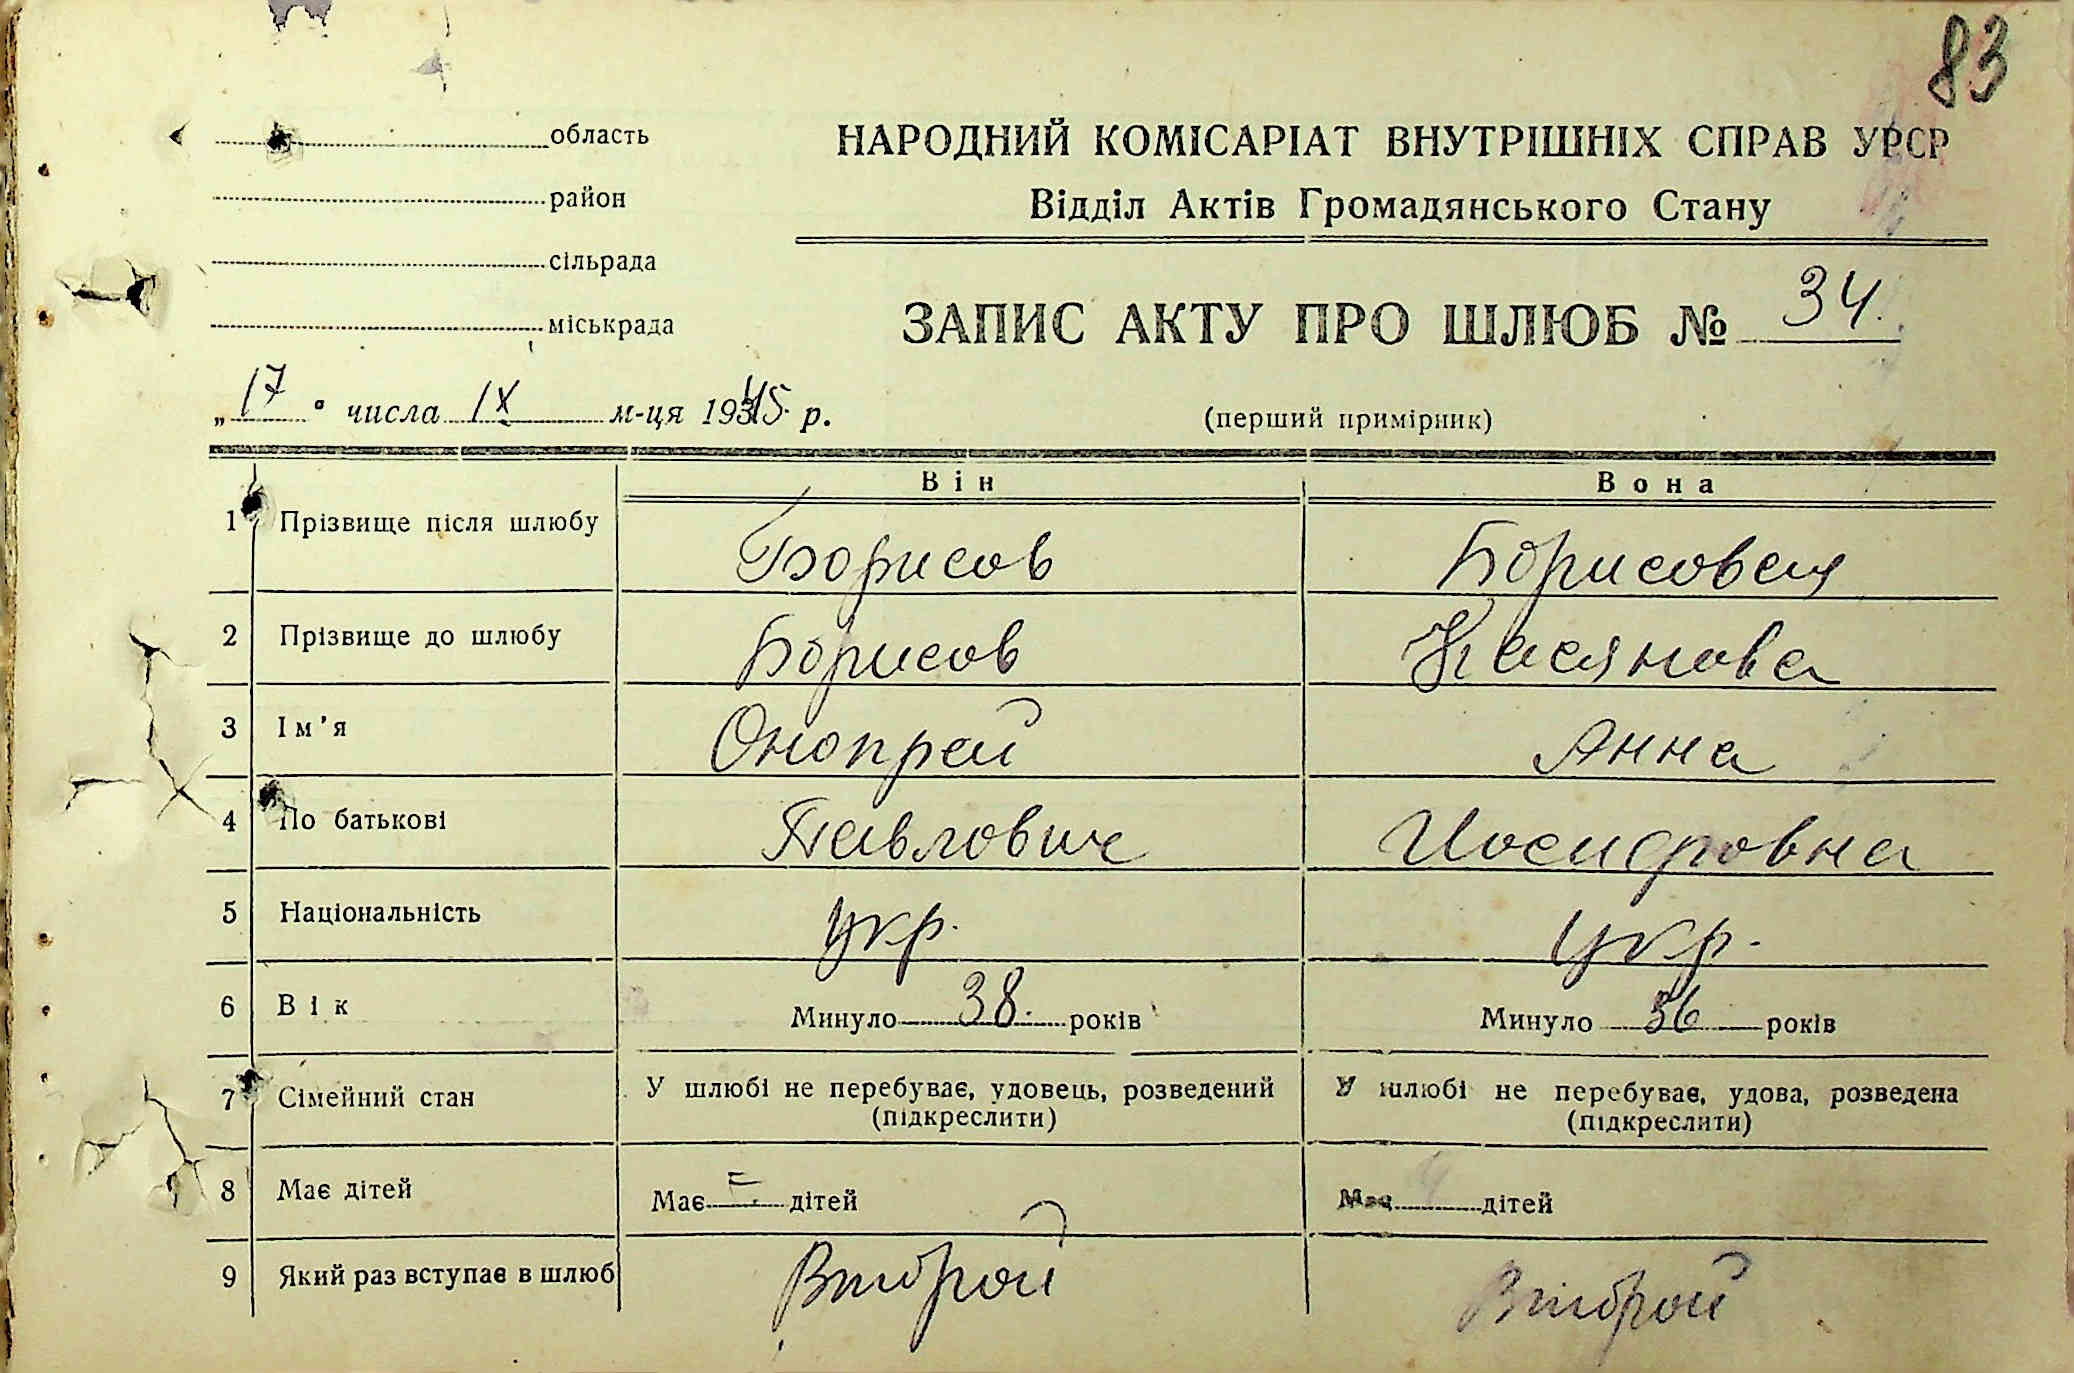 83
область
НАРОДНИЙ КОМІСАРІАТ ВНУТРІШНІХ СПРАВ УРСР
район
Відділ Актів Громадянського Стану
сільрада
міськрада
ЗАПИС АКТУ ПРО ШЛЮБ № 34.
„17" числа IX м-ця 1945 р.
(перший примірник)
Він Вона
1 Прізвище після шлюбу Борисов
2 Прізвище до шлюбу Борисов Касянова
3 Ім'я Онопрей Анна
4 По батькові Павлович Иосифовна
5 Національність укр. укр.
6 Вік Минуло 38. років Минуло 36 років
7 Сімейний стан У шлюбі не перебуває, удовець, розведений У шлюбі не перебуває, удова, розведена
(підкреслити) (підкреслити)
8 Має дітей Має дітей Має дітей
9 Який раз вступає в шлюб Второй Второй